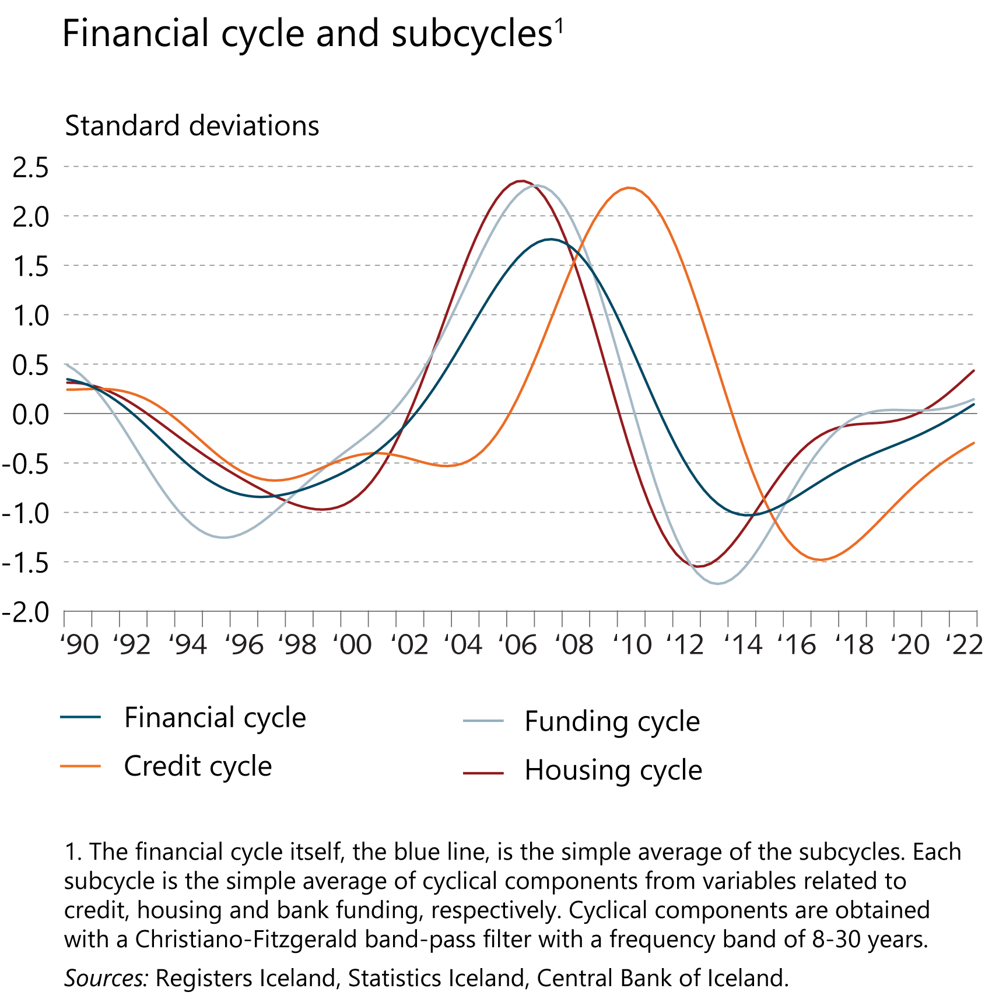 Financial cycle and subcycles¹
Standard deviations
2.5
2.0
1.5
1.0
0.5
0.0
-0.5
-1.0
-1.5
-2.0
‘90 ‘92 ‘94 ‘96 ‘98 ‘00 ‘02 ‘04 ‘06 ‘08 ‘10 ‘12 ‘14 ‘16 ‘18 ‘20 ‘22
Financial cycle
Funding cycle
Credit cycle
Housing cycle
1. The financial cycle itself, the blue line, is the simple average of the subcycles. Each
subcycle is the simple average of cyclical components from variables related to
credit, housing and bank funding, respectively. Cyclical components are obtained
with a Christiano-Fitzgerald band-pass filter with a frequency band of 8-30 years.
Sources: Registers Iceland, Statistics Iceland, Central Bank of Iceland.